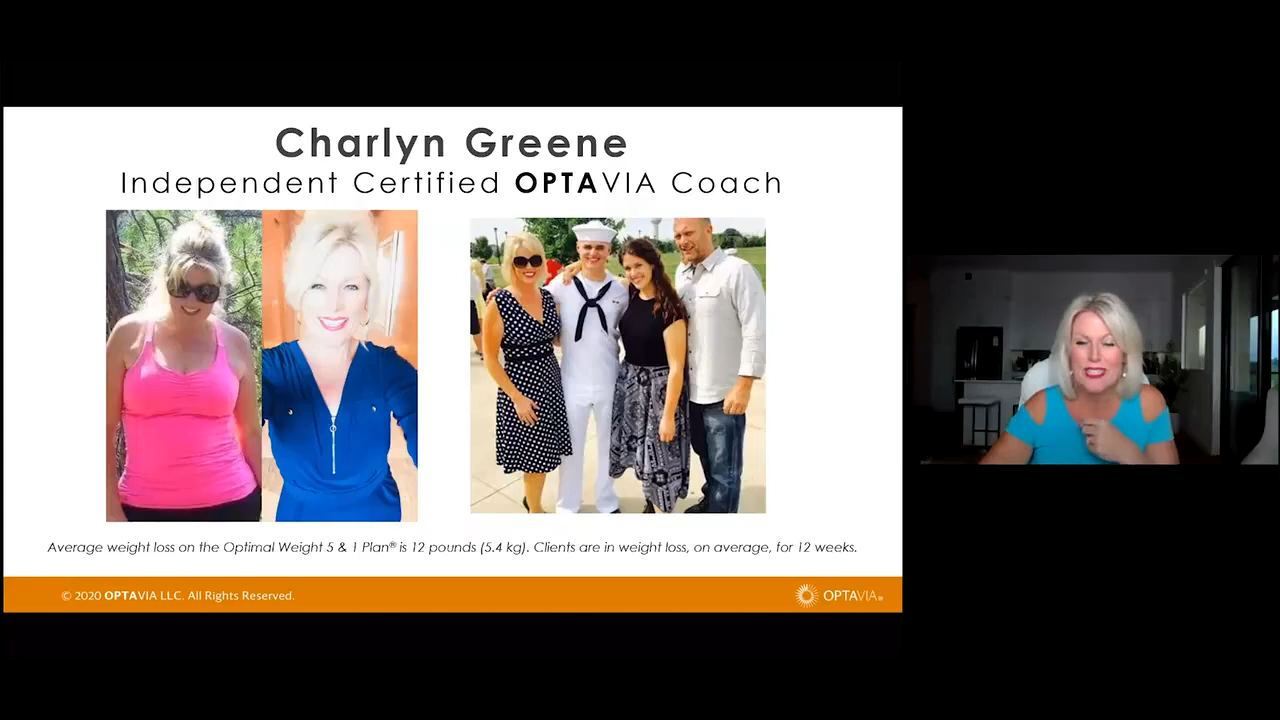 Charlyn Greene
Independent Certified OPTAVIA Coach
Average weight loss on the Optimal Weight 5 & 1 Plan® is 12 pounds (5.4 kg). Clients are in weight loss, on average, for 12 weeks.
© 2020 OPTAVIA LLC. All Rights Reserved.
OPTAVIA®